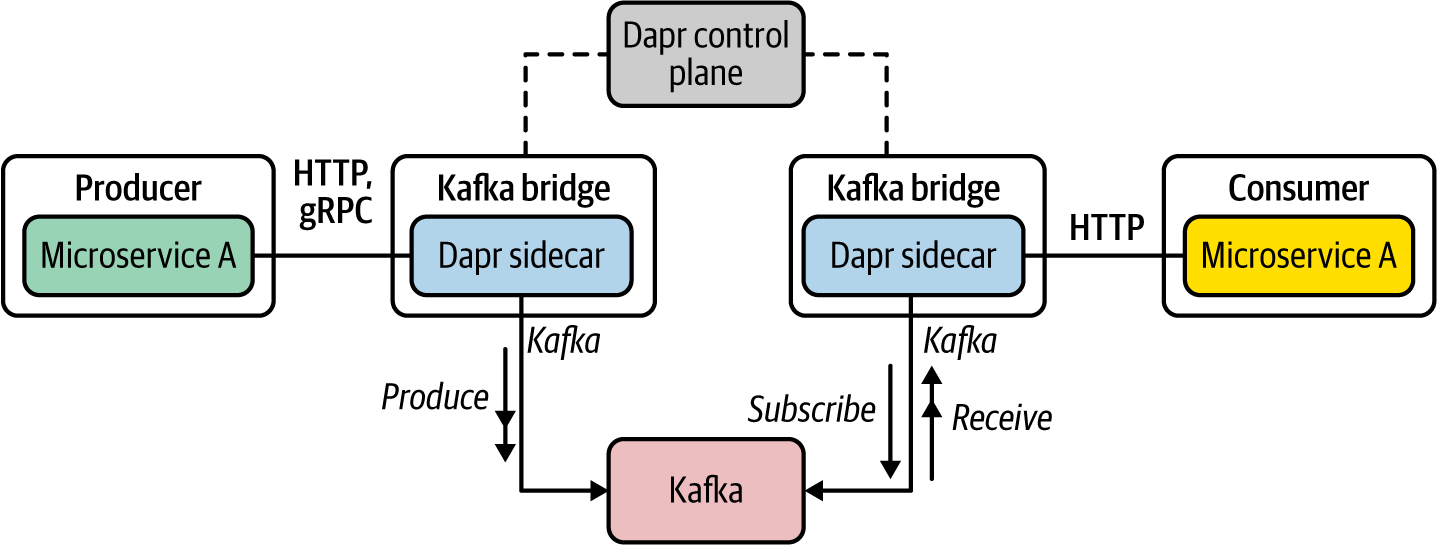 Dapr control
plane
Producer
Microservice A
HTTP,
gRPC
Kafka bridge
Dapr sidecar
Kafka bridge
Dapr sidecar
HTTP
Consumer
Microservice A
Kafka
Produce
Kafka
Subscribe
Receive
Kafka